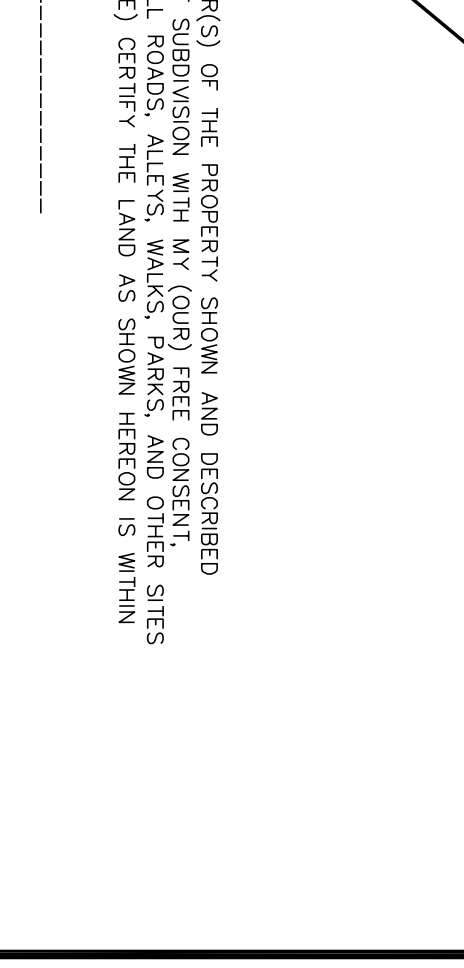 R(S) OF THE PROPERTY SHOWN AND DESCRIBED
SUBDIVISION WITH MY (OUR) FREE CONSENT,
LL ROADS, ALLEYS, WALKS, PARKS, AND OTHER SITES
E) CERTIFY THE LAND AS SHOWN HEREON IS WITHIN